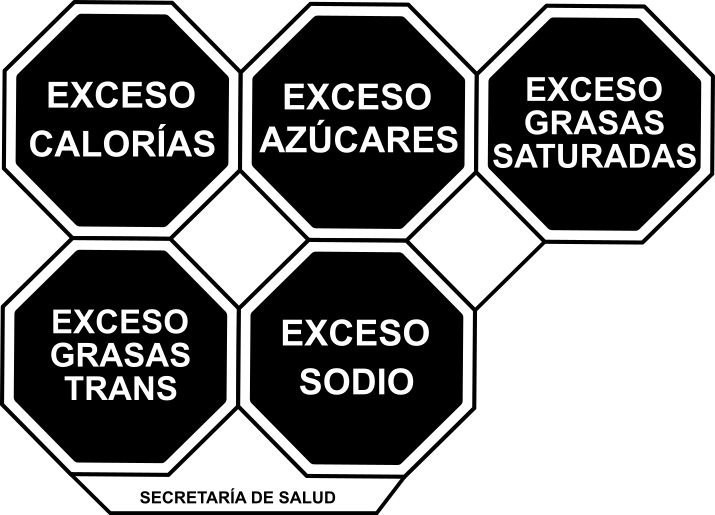 EXCESO
CALORÍAS
EXCESO
AZÚCARES
EXCESO
GRASAS
SATURADAS
EXCESO
GRASAS
TRANS
EXCESO
SODIO
SECRETARÍA DE SALUD